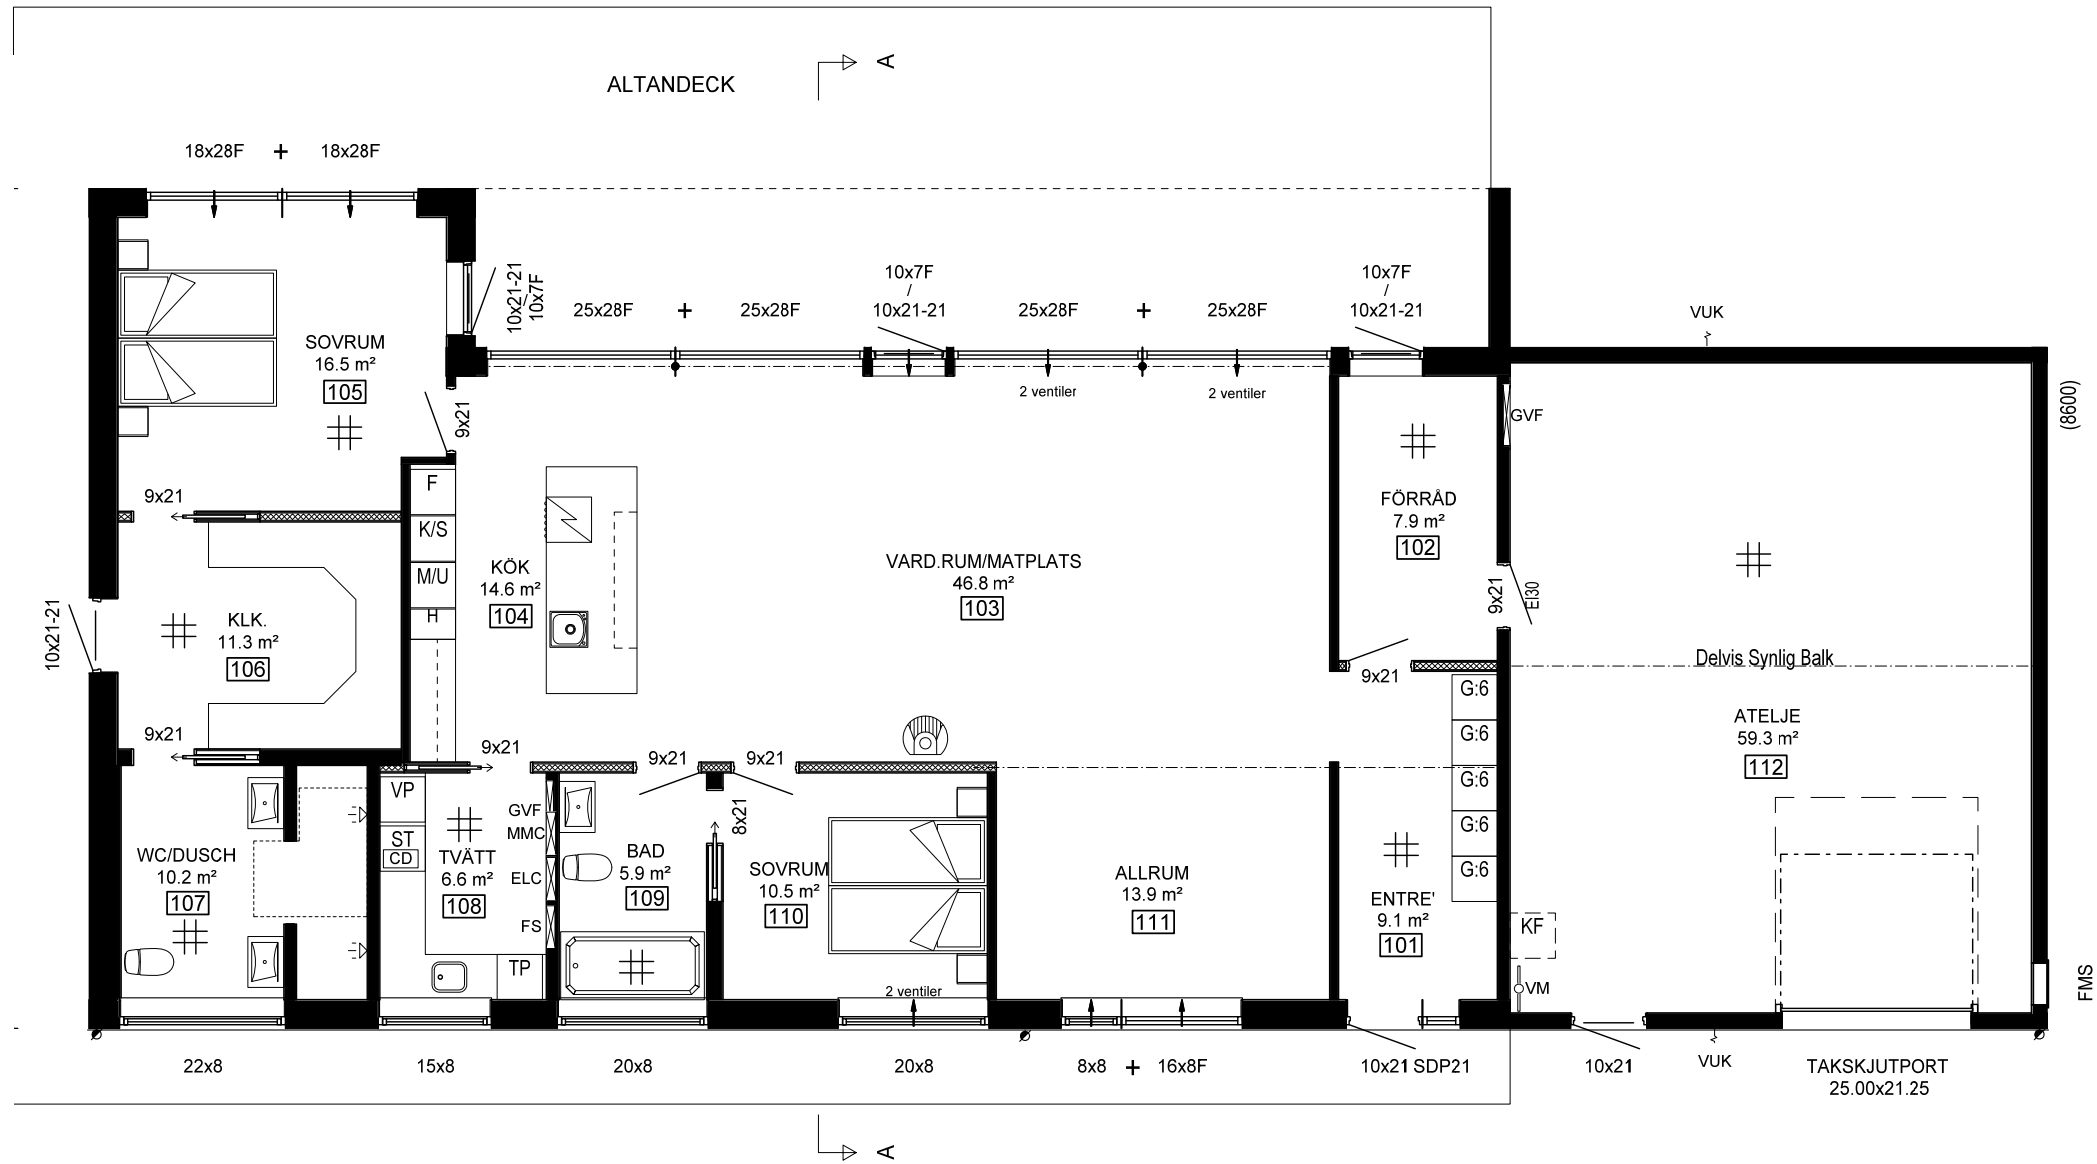 A
ALTANDECK
18x28F + 18x28F
10x21-21
/
10x7F
25x28F + 25x28F
10x7F
/
10x21-21
25x28F + 25x28F
10x7F
/
10x21-21
VUK
2 ventiler
2 ventiler
(8600)
SOVRUM
16.5 m²
105
9x21
GVF
9x21
F
K/S
M/U
H
KÖK
14.6 m²
104
VARD.RUM/MATPLATS
46.8 m²
103
FÖRRÅD
7.9 m²
102
9x21
EI30
10x21-21
KLK.
11.3 m²
106
9x21
Delvis Synlig Balk
ATELJE
59.3 m²
112
G:6
G:6
G:6
G:6
G:6
9x21
9x21
9x21
9x21
8x21
VP
ST
CD
GVF
MMC
ELC
FS
TP
WC/DUSCH
10.2 m²
107
TVÄTT
6.6 m²
108
BAD
5.9 m²
109
SOVRUM
10.5 m²
110
2 ventiler
ALLRUM
13.9 m²
111
ENTRE'
9.1 m²
101
KF
VM
FMS
22x8
15x8
20x8
20x8
8x8 + 16x8F
10x21 SDP21
10x21
VUK
TAKSKJUTPORT
25.00x21.25
A